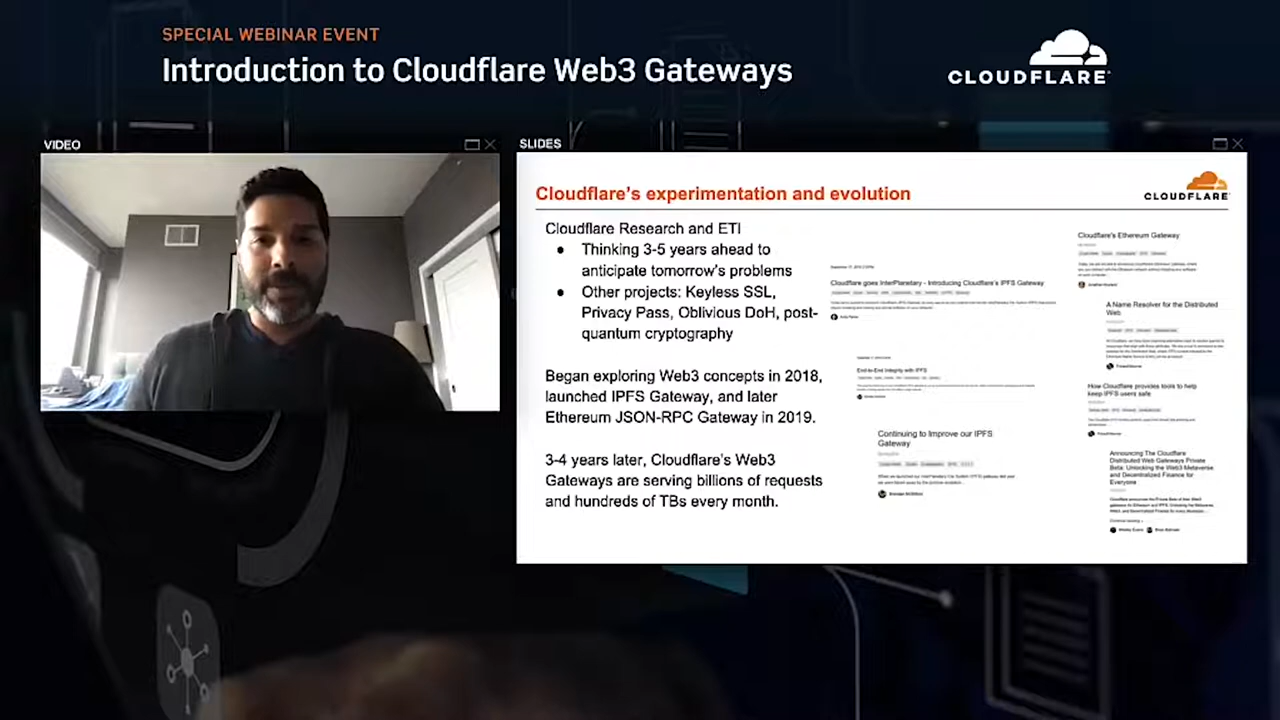 SPECIAL WEBINAR EVENT
Introduction to Cloudflare Web3 Gateways
CLOUDFLARE
VIDEO
SLIDES
Cloudflare's experimentation and evolution
CLOUDFLARE
Cloudflare Research and ETI
● Thinking 3-5 years ahead to
anticipate tomorrow's problems
● Other projects: Keyless SSL,
Privacy Pass, Oblivious DoH, post-
quantum cryptography
Began exploring Web3 concepts in 2018,
launched IPFS Gateway, and later
Ethereum JSON-RPC Gateway in 2019.
3-4 years later, Cloudflare's Web3
Gateways are serving billions of requests
and hundreds of TBs every month.
Cloudflare goes InterPlanetary - Introducing Cloudflare's IPFS Gateway
End-to-End Integrity with IPFS
Continuing to Improve our IPFS
Gateway
Cloudflare's Ethereum Gateway
A Name Resolver for the Distributed
Web
How Cloudflare provides tools to help
keep IPFS users safe
Announcing The Cloudflare
Distributed Web Gateways Private
Beta: Unlocking the Web3 Metaverse
and Decentralized Finance for
Everyone